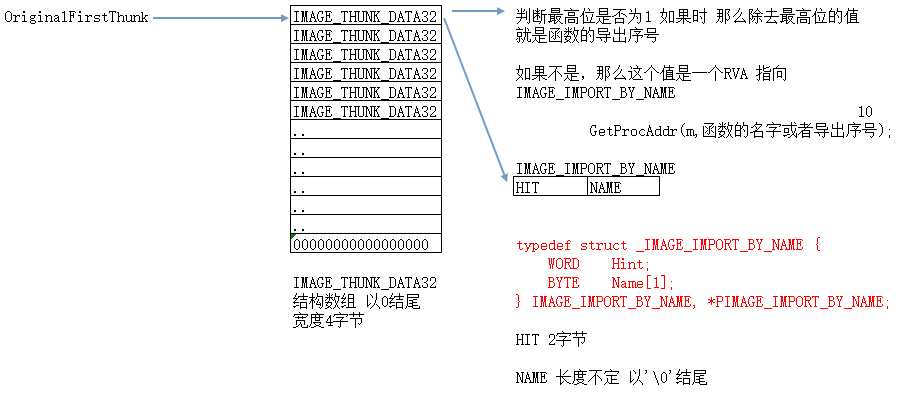 OriginalFirstThunk
IMAGE_THUNK_DATA32
IMAGE_THUNK_DATA32
IMAGE_THUNK_DATA32
IMAGE_THUNK_DATA32
IMAGE_THUNK_DATA32
IMAGE_THUNK_DATA32
..
..
..
..
..
..
00000000000000000
IMAGE_THUNK_DATA32
结构数组 以0结尾
宽度4字节
判断最高位是否为1 如果时 那么除去最高位的值
就是函数的导出序号
如果不是，那么这个值是一个RVA 指向
IMAGE_IMPORT_BY_NAME
10
GetProcAddr(m,函数的名字或者导出序号);
IMAGE_IMPORT_BY_NAME
HIT NAME
typedef struct _IMAGE_IMPORT_BY_NAME {
WORD Hint;
BYTE Name[1];
} IMAGE_IMPORT_BY_NAME, *PIMAGE_IMPORT_BY_NAME;
HIT 2字节
NAME 长度不定 以'\0'结尾